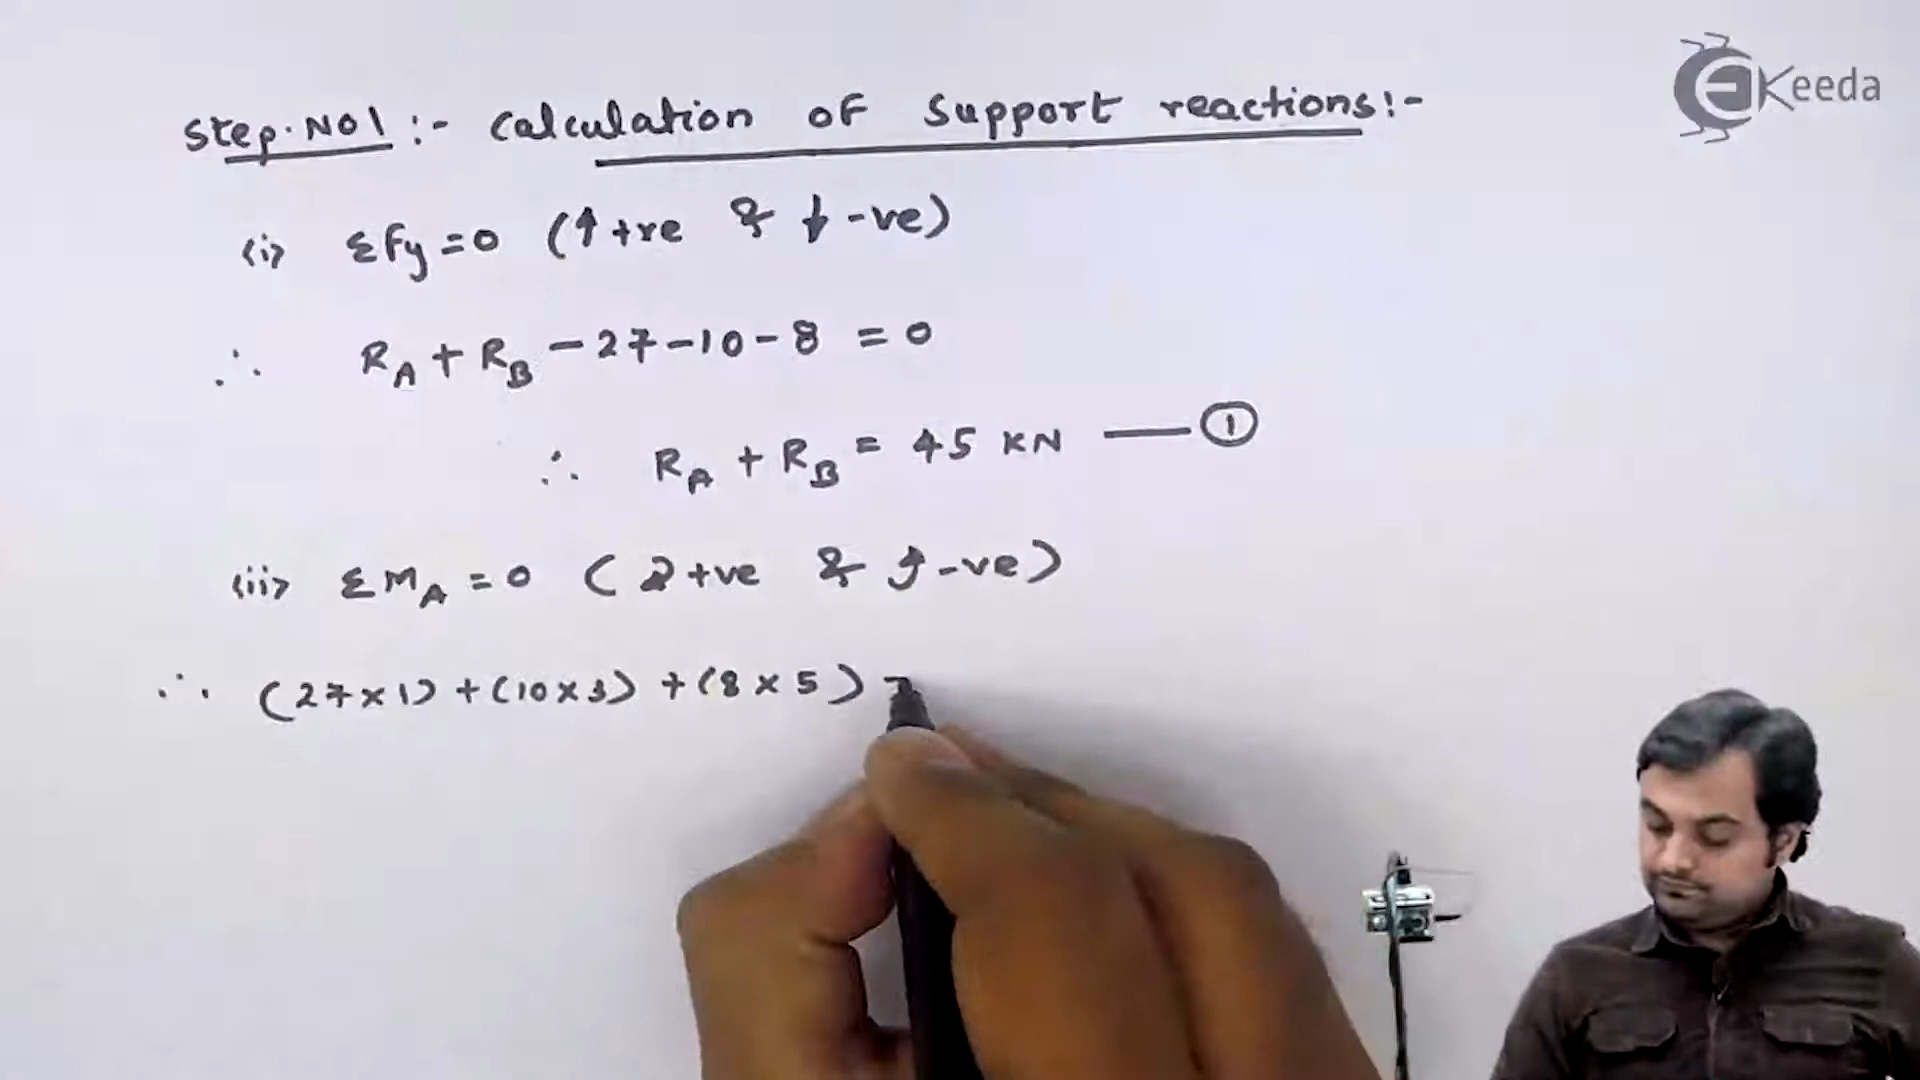 EKeeda
Step.No1 :- Calculation of support reactions:-
(i) ΣFy = 0 (↑+ve & ↓-ve)
∴ RA + RB - 27 - 10 - 8 = 0
∴ RA + RB = 45 KN —— ①
(ii) ΣMA = 0 (↻+ve & ↺-ve)
∴ (27×1) + (10×3) + (8×5) -